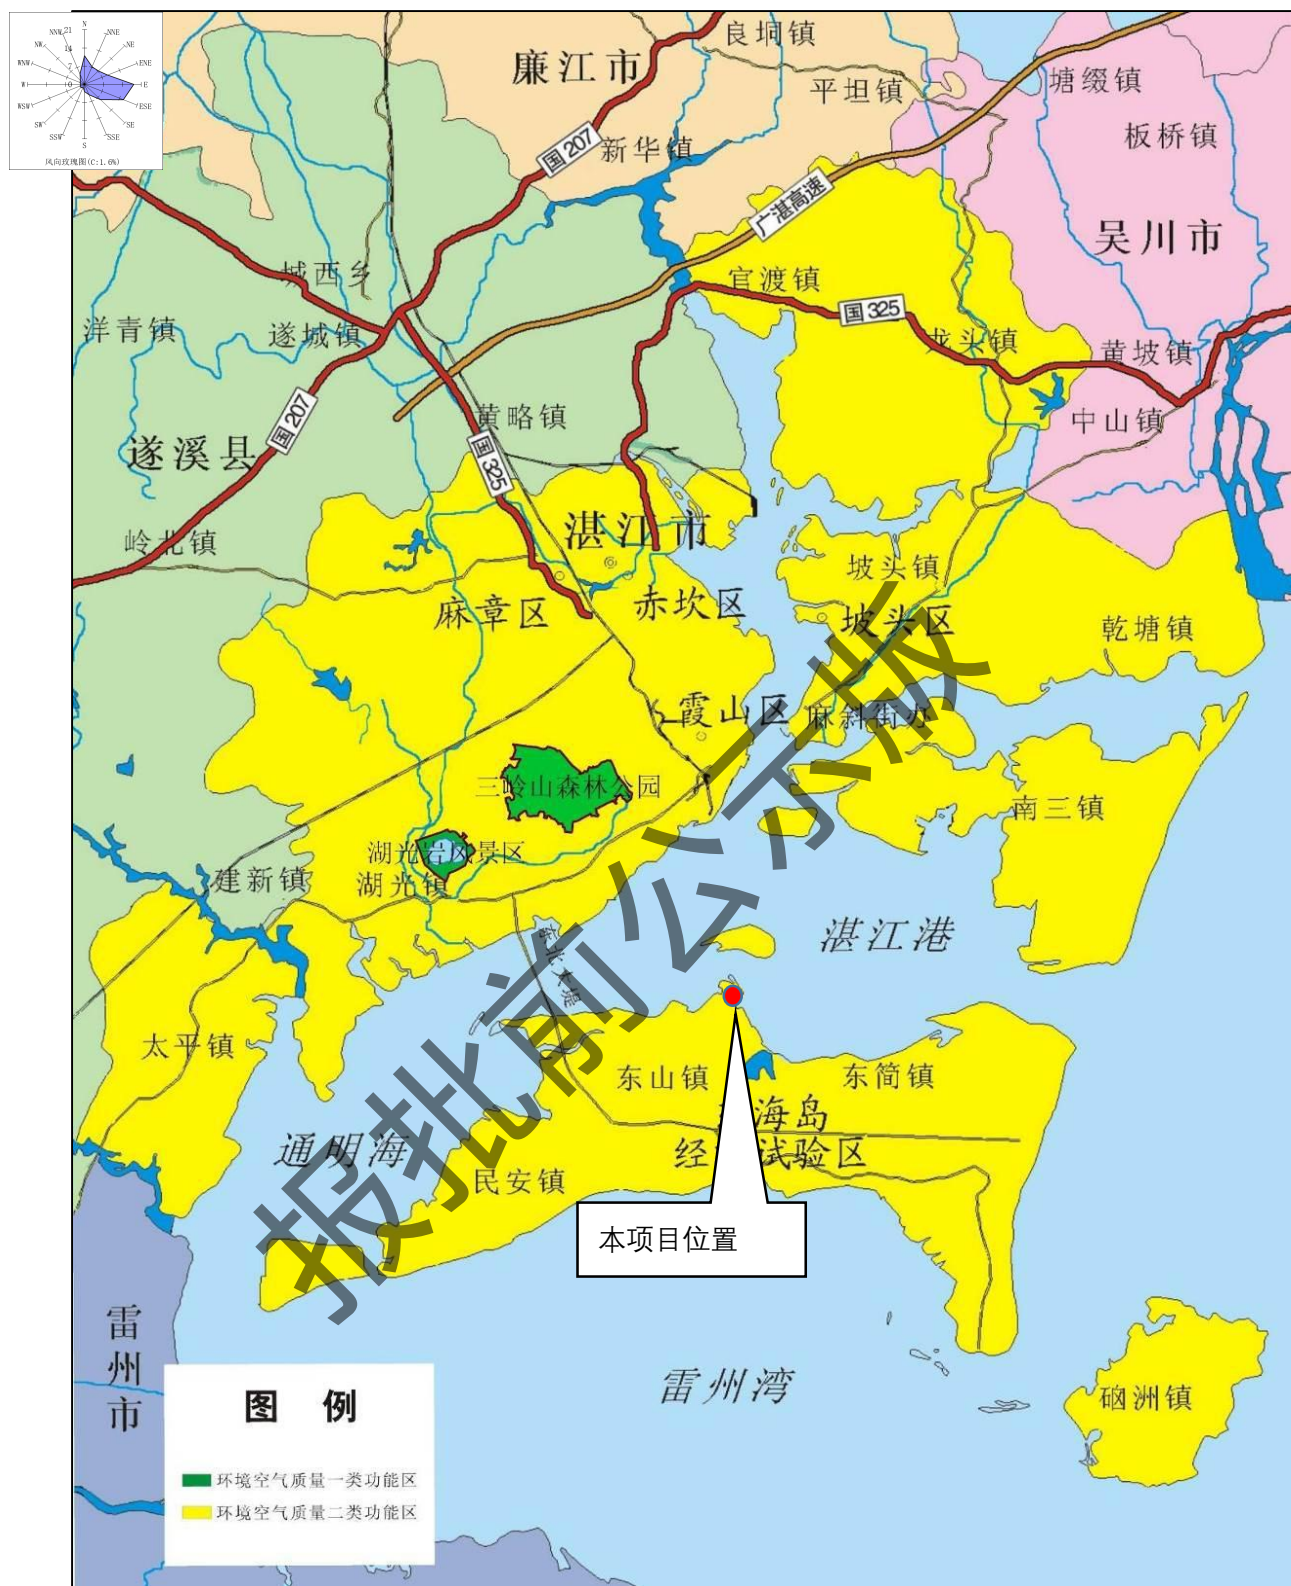 N
NNE
NE
ENE
E
ESE
SE
SSE
S
SSW
SW
WSW
W
WNW
NW
NNW
21
14
7
0
风向玫瑰图(C:1.6%)
良垌镇
廉江市
塘缀镇
平坦镇
板桥镇
国 207
新华镇
广湛高速
吴川市
城西乡
官渡镇
国 325
洋青镇
遂城镇
龙头镇
黄坡镇
国 207
黄略镇
中山镇
遂溪县
国 325
湛江市
岭北镇
坡头镇
麻章区
赤坎区
坡头区
乾塘镇
霞山区
麻斜街办
三岭山森林公园
南三镇
湖光岩风景区
建新镇
湖光镇
湛江港
东北大堤
太平镇
东山镇
东简镇
海岛
通明海
经
试验区
民安镇
本项目位置
雷州市
雷州湾
硇洲镇
图 例
环境空气质量一类功能区
环境空气质量二类功能区
报批前公示版